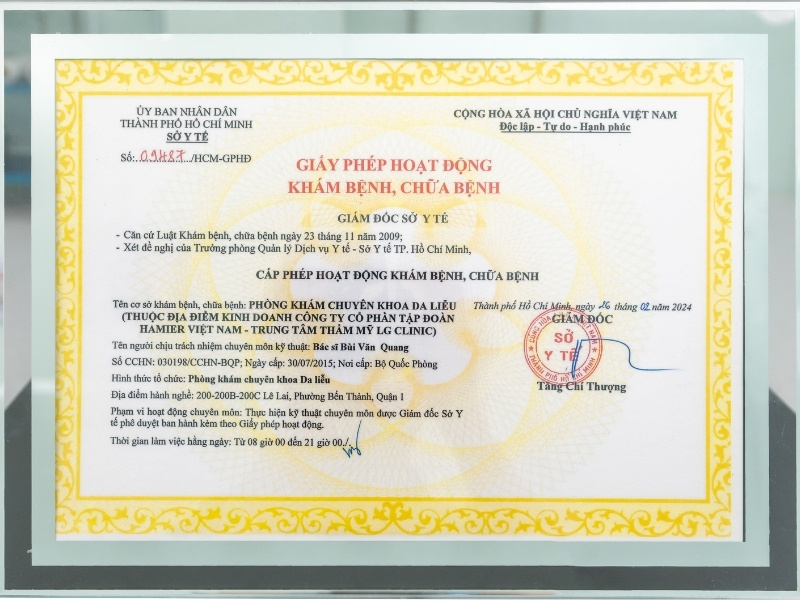 ỦY BAN NHÂN DÂN
THÀNH PHỐ HỒ CHÍ MINH
SỞ Y TẾ
Số: 09487 /HCM-GPHĐ
CỘNG HÒA XÃ HỘI CHỦ NGHĨA VIỆT NAM
Độc lập - Tự do - Hạnh phúc
GIẤY PHÉP HOẠT ĐỘNG
KHÁM BỆNH, CHỮA BỆNH
GIÁM ĐỐC SỞ Y TẾ
- Căn cứ Luật Khám bệnh, chữa bệnh ngày 23 tháng 11 năm 2009;
- Xét đề nghị của Trưởng phòng Quản lý Dịch vụ Y tế - Sở Y tế TP. Hồ Chí Minh,
CẤP PHÉP HOẠT ĐỘNG KHÁM BỆNH, CHỮA BỆNH
Tên cơ sở khám bệnh, chữa bệnh: PHÒNG KHÁM CHUYÊN KHOA DA LIỄU
(THUỘC ĐỊA ĐIỂM KINH DOANH CÔNG TY CỔ PHẦN TẬP ĐOÀN
HAMIER VIỆT NAM - TRUNG TÂM THẨM MỸ LG CLINIC)
Tên người chịu trách nhiệm chuyên môn kỹ thuật: Bác sĩ Bùi Văn Quang
Số CCHN: 030198/CCHN-BQP; Ngày cấp: 30/07/2015; Nơi cấp: Bộ Quốc Phòng
Hình thức tổ chức: Phòng khám chuyên khoa Da liễu
Địa điểm hành nghề: 200-200B-200C Lê Lai, Phường Bến Thành, Quận 1
Phạm vi hoạt động chuyên môn: Thực hiện kỹ thuật chuyên môn được Giám đốc Sở Y
tế phê duyệt ban hành kèm theo Giấy phép hoạt động.
Thời gian làm việc hằng ngày: Từ 08 giờ 00 đến 21 giờ 00./.
Thành phố Hồ Chí Minh, ngày 26 tháng 02 năm 2024
GIÁM ĐỐC
SỞ
Y TẾ
THÀNH PHỐ HỒ CHÍ MINH
Tăng Chí Thượng